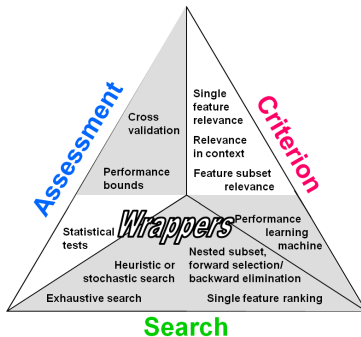 Assessment
Criterion
Single
feature
relevance
Cross
validation
Relevance
in context
Performance
bounds
Feature subset
relevance
Wrappers
Performance
learning
machine
Statistical
tests
Nested subset,
forward selection/
backward elimination
Heuristic or
stochastic search
Exhaustive search
Single feature ranking
Search